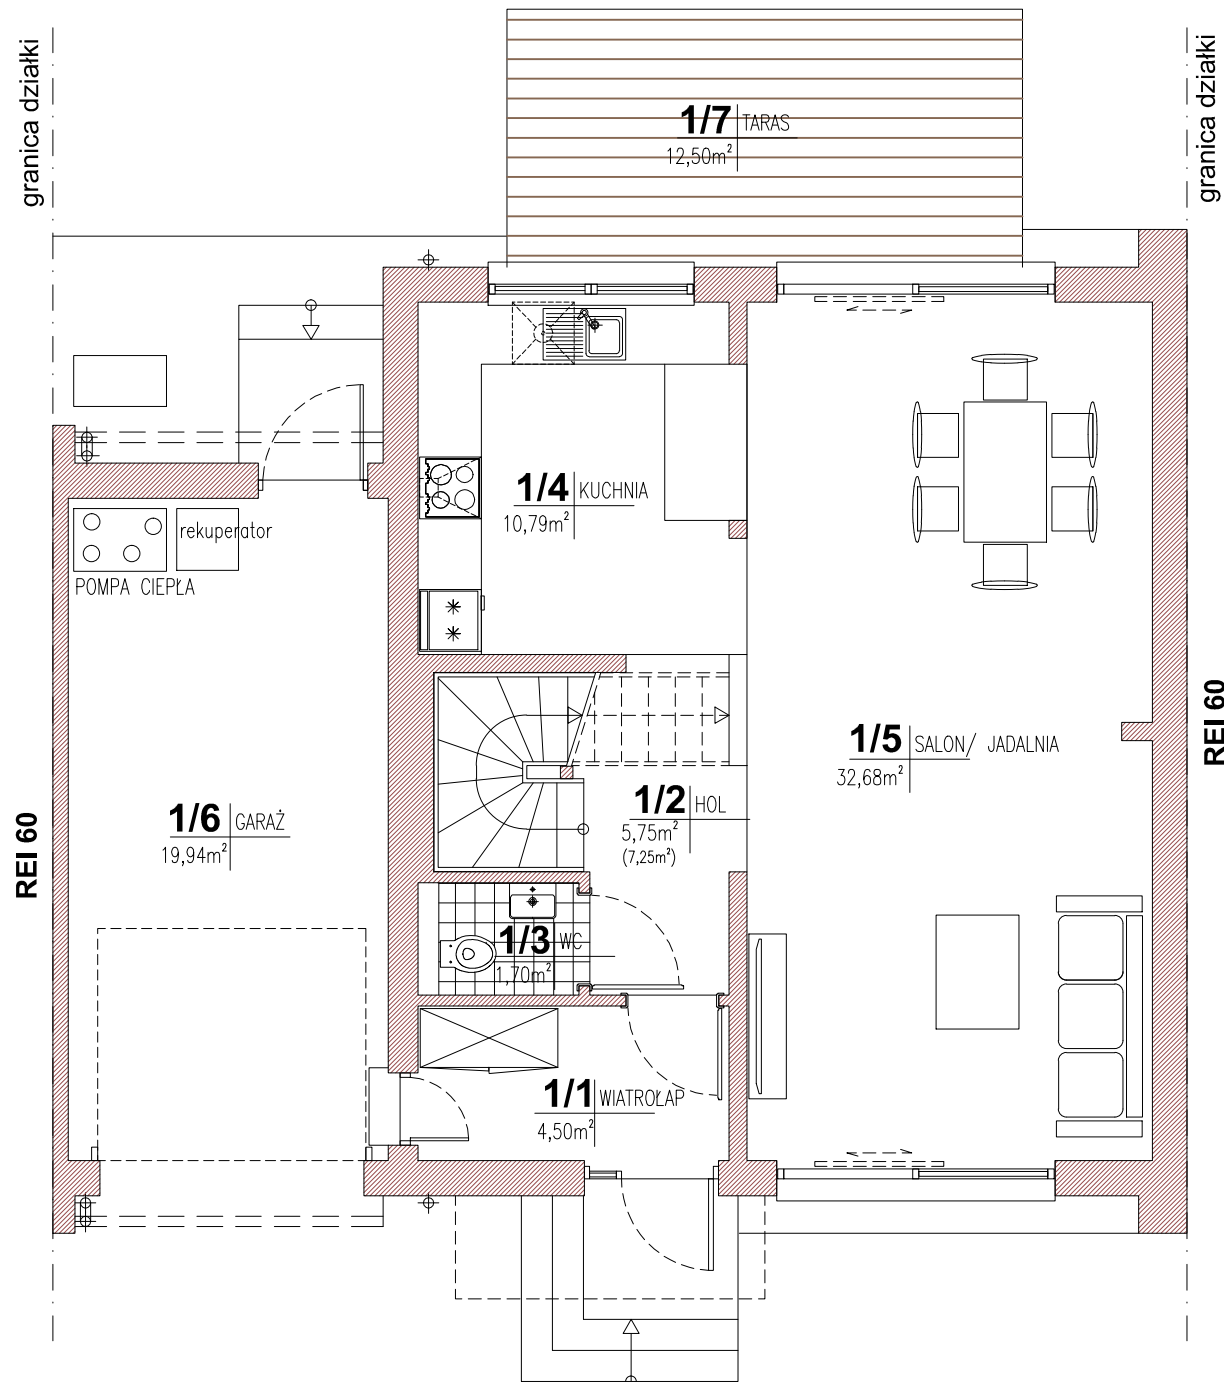 granica działki
granica działki
1/7 TARAS
12,50m²
1/4 KUCHNIA
10,79m²
rekuperator
POMPA CIEPŁA
1/5 SALON/ JADALNIA
32,68m²
REI 60
1/2 HOL
5,75m²
(7,25m²)
1/6 GARAŻ
19,94m²
REI 60
1/3 WC
1,70m²
1/1 WIATROŁAP
4,50m²